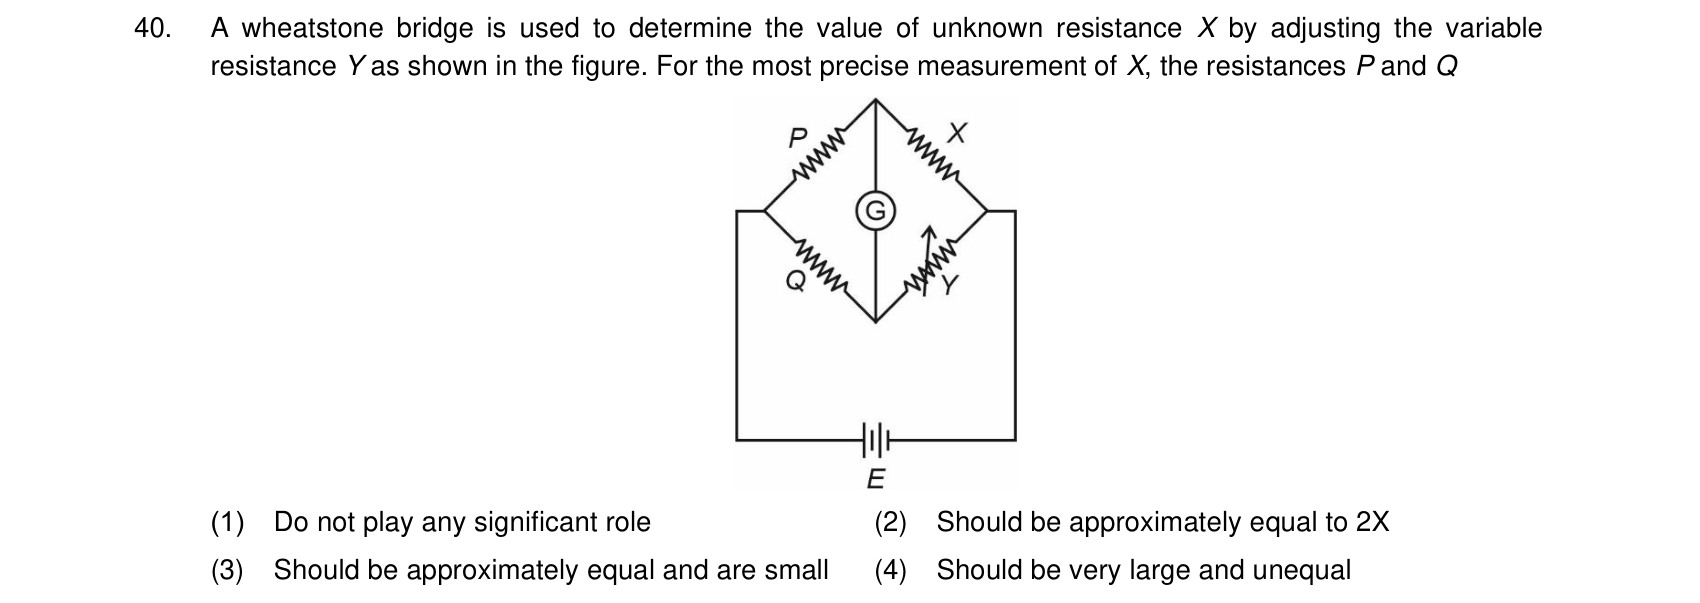 40. A wheatstone bridge is used to determine the value of unknown resistance X by adjusting the variable
resistance Y as shown in the figure. For the most precise measurement of X, the resistances P and Q
P
X
G
Q
Y
E
(1) Do not play any significant role (2) Should be approximately equal to 2X
(3) Should be approximately equal and are small (4) Should be very large and unequal